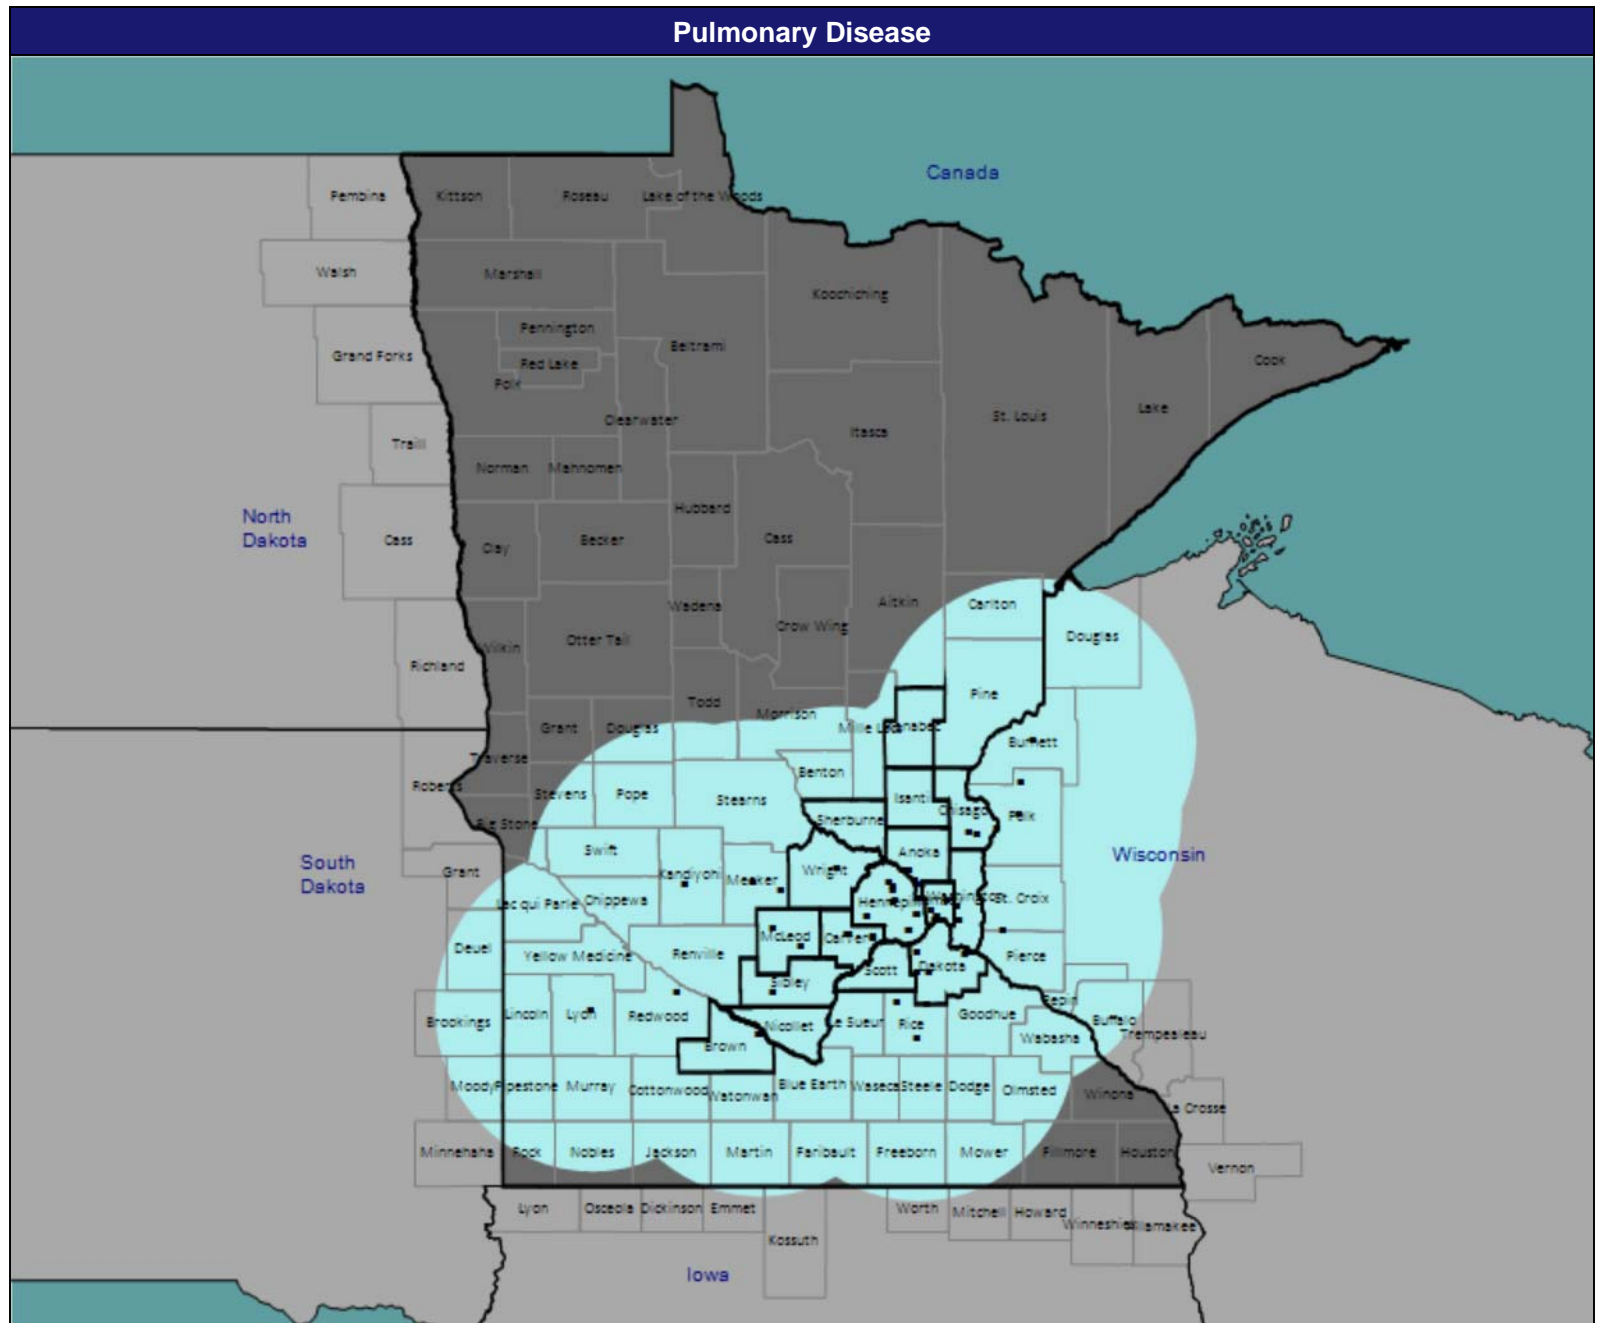 Pulmonary Disease
Canada
Pembina
Kittson
Roseau
Lake of the Woods
Walsh
Marshall
Koochiching
Pennington
Beltrami
Grand Forks
Red Lake
Polk
Cook
Clearwater
St. Louis
Lake
Itasca
Traill
Norman
Mahnomen
Hubbard
North
Dakota
Cass
Clay
Becker
Cass
Wadena
Aitkin
Carlton
Crow Wing
Douglas
Otter Tail
Wilkin
Richland
Pine
Todd
Morrison
Grant
Douglas
Mille Lacs
Kanabec
Burnett
Traverse
Benton
Roberts
Stevens
Pope
Stearns
Isanti
Chisago
Polk
Big Stone
Sherburne
Swift
Anoka
Wisconsin
South
Dakota
Grant
Kandiyohi
Meeker
Wright
Lac qui Parle
Chippewa
Hennepin
Washington
St. Croix
McLeod
Carver
Deuel
Yellow Medicine
Renville
Pierce
Scott
Dakota
Sibley
Pepin
Brookings
Lincoln
Lyon
Redwood
Nicollet
Le Sueur
Rice
Goodhue
Buffalo
Wabasha
Trempealeau
Brown
Moody
Pipestone
Murray
Cottonwood
Watonwan
Blue Earth
Waseca
Steele
Dodge
Olmsted
Winona
La Crosse
Minnehaha
Rock
Nobles
Jackson
Martin
Faribault
Freeborn
Mower
Fillmore
Houston
Vernon
Lyon
Osceola
Dickinson
Emmet
Worth
Mitchell
Howard
Winneshiek
Allamakee
Kossuth
Iowa